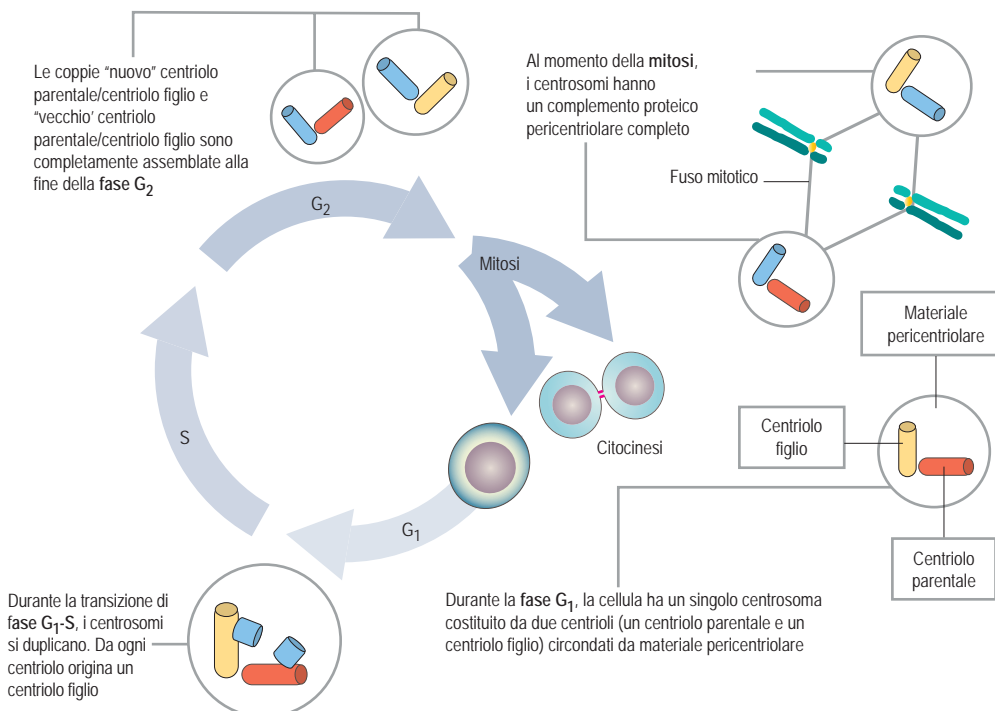 Le coppie “nuovo” centriolo
parentale/centriolo figlio e
“vecchio’ centriolo
parentale/centriolo figlio sono
completamente assemblate alla
fine della fase G2
Al momento della mitosi,
i centrosomi hanno
un complemento proteico
pericentriolare completo
Fuso mitotico
G2
Mitosi
S
G1
Citocinesi
Materiale
pericentriolare
Centriolo
figlio
Centriolo
parentale
Durante la transizione di
fase G1-S, i centrosomi
si duplicano. Da ogni
centriolo origina un
centriolo figlio
Durante la fase G1, la cellula ha un singolo centrosoma
costituito da due centrioli (un centriolo parentale e un
centriolo figlio) circondati da materiale pericentriolare